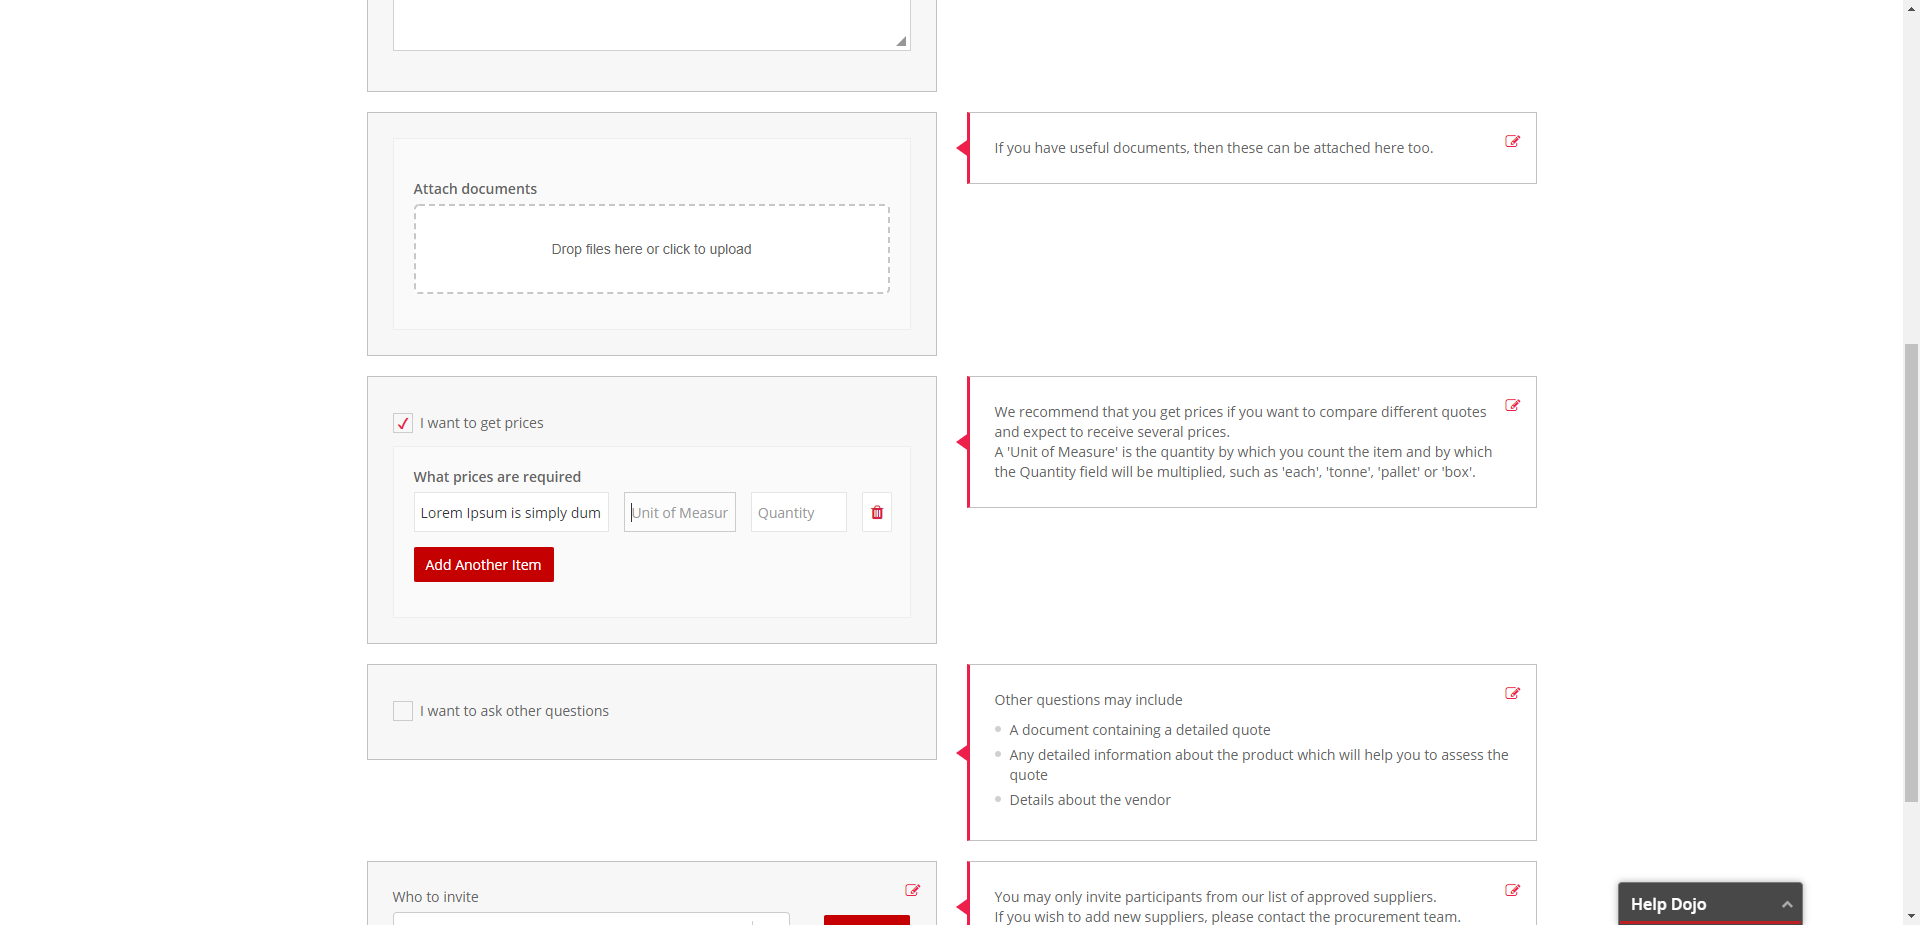 Attach documents
Drop files here or click to upload
If you have useful documents, then these can be attached here too.
I want to get prices
What prices are required
Lorem Ipsum is simply dum
Unit of Measur
Quantity
Add Another Item
We recommend that you get prices if you want to compare different quotes
and expect to receive several prices.
A 'Unit of Measure' is the quantity by which you count the item and by which
the Quantity field will be multiplied, such as 'each', 'tonne', 'pallet' or 'box'.
I want to ask other questions
Other questions may include
A document containing a detailed quote
Any detailed information about the product which will help you to assess the
quote
Details about the vendor
Who to invite
You may only invite participants from our list of approved suppliers.
If you wish to add new suppliers, please contact the procurement team.
Help Dojo